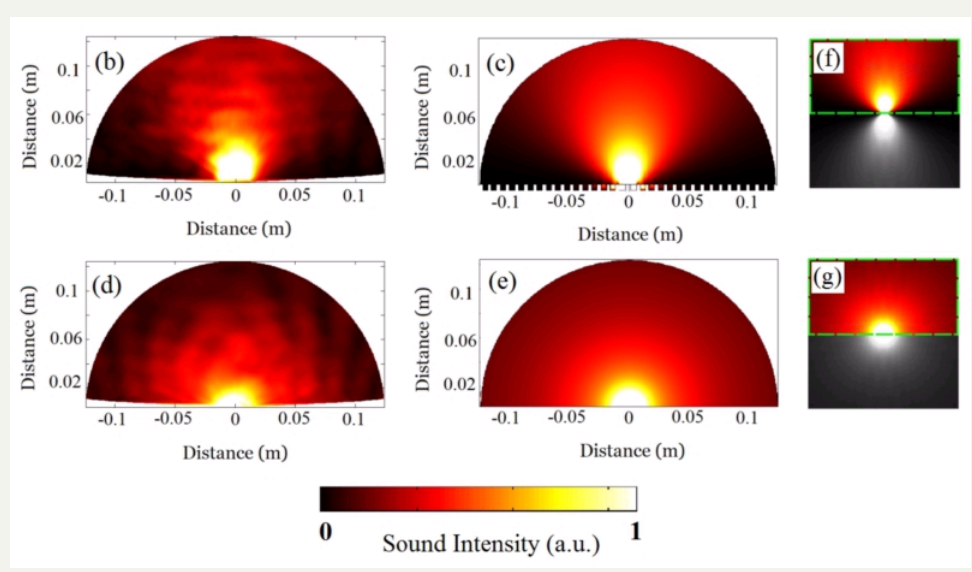 (b)
Distance (m)
0.1
0.06
0.02
-0.1 -0.05 0 0.05 0.1
Distance (m)
(c)
Distance (m)
0.1
0.06
0.02
-0.1 -0.05 0 0.05 0.1
Distance (m)
(f)
(d)
Distance (m)
0.1
0.06
0.02
-0.1 -0.05 0 0.05 0.1
Distance (m)
(e)
Distance (m)
0.1
0.06
0.02
-0.1 -0.05 0 0.05 0.1
Distance (m)
(g)
0 1
Sound Intensity (a.u.)